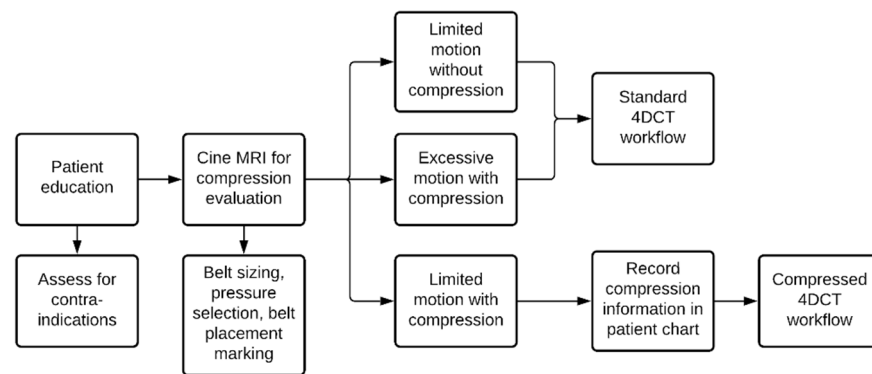 Patient
education
Assess for
contra-
indications
Cine MRI for
compression
evaluation
Belt sizing,
pressure
selection, belt
placement
marking
Limited
motion
without
compression
Excessive
motion with
compression
Limited
motion with
compression
Standard
4DCT
workflow
Record
compression
information in
patient chart
Compressed
4DCT
workflow